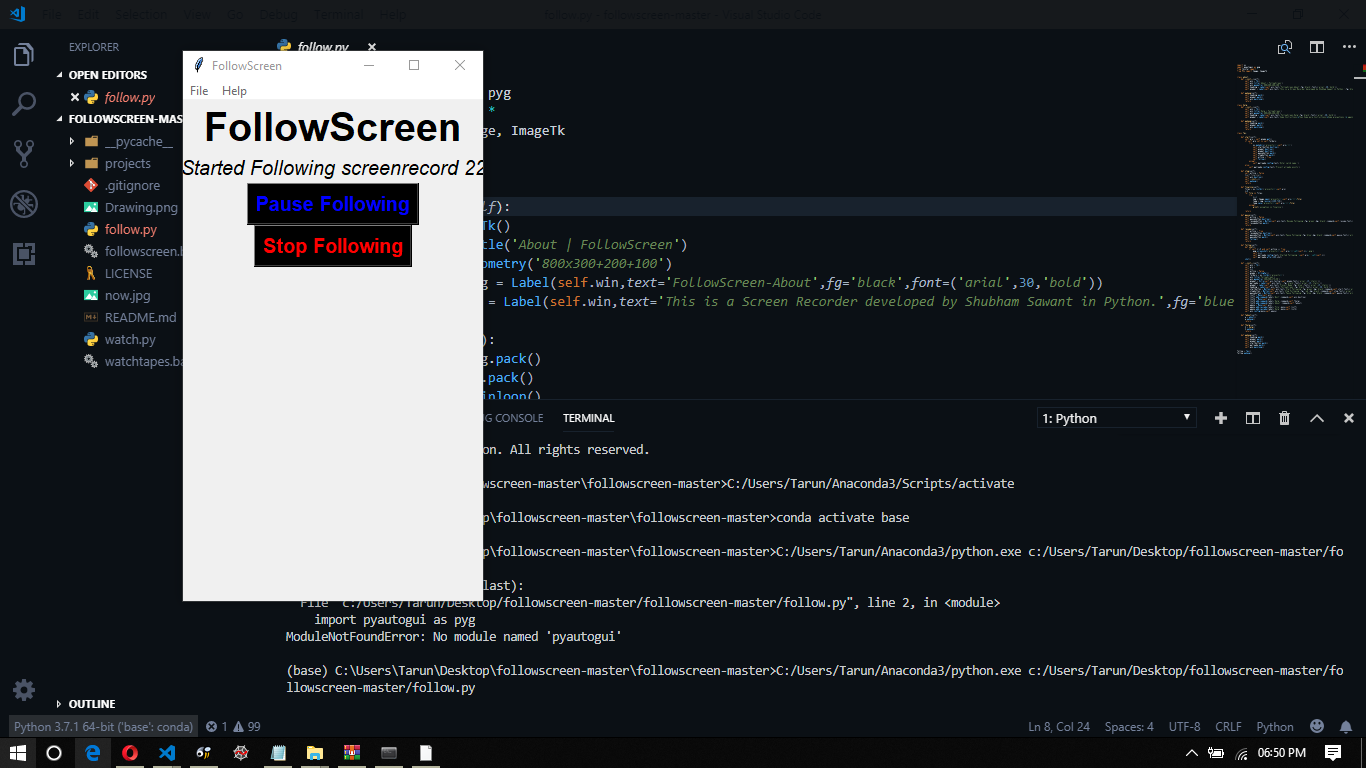 File Edit Selection View Go Debug Terminal Help
EXPLORER
OPEN EDITORS
follow.py
FOLLOWSCREEN-MAS
__pycache__
projects
.gitignore
Drawing.png
follow.py
followscreen.b
LICENSE
now.jpg
README.md
watch.py
watchtapes.ba
OUTLINE
follow.py
FollowScreen
File Help
FollowScreen
Started Following screenrecord 22
Pause Following
Stop Following
pyg
*
ge, ImageTk
lf):
Tk()
tle('About | FollowScreen')
ometry('800x300+200+100')
g = Label(self.win,text='FollowScreen-About',fg='black',font=('arial',30,'bold'))
= Label(self.win,text='This is a Screen Recorder developed by Shubham Sawant in Python.',fg='blue
):
g.pack()
.pack()
inloop()
G CONSOLE TERMINAL
1: Python
on. All rights reserved.
wscreen-master\followscreen-master>C:/Users/Tarun/Anaconda3/Scripts/activate
p\followscreen-master\followscreen-master>conda activate base
p\followscreen-master\followscreen-master>C:/Users/Tarun/Anaconda3/python.exe c:/Users/Tarun/Desktop/followscreen-master/fo
last):
File "c:/Users/Tarun/Desktop/followscreen-master/followscreen-master/follow.py", line 2, in <module>
import pyautogui as pyg
ModuleNotFoundError: No module named 'pyautogui'
(base) C:\Users\Tarun\Desktop\followscreen-master\followscreen-master>C:/Users/Tarun/Anaconda3/python.exe c:/Users/Tarun/Desktop/followscreen-master/fo
llowscreen-master/follow.py
Python 3.7.1 64-bit ('base': conda) 1 99
Ln 8, Col 24 Spaces: 4 UTF-8 CRLF Python
06:50 PM